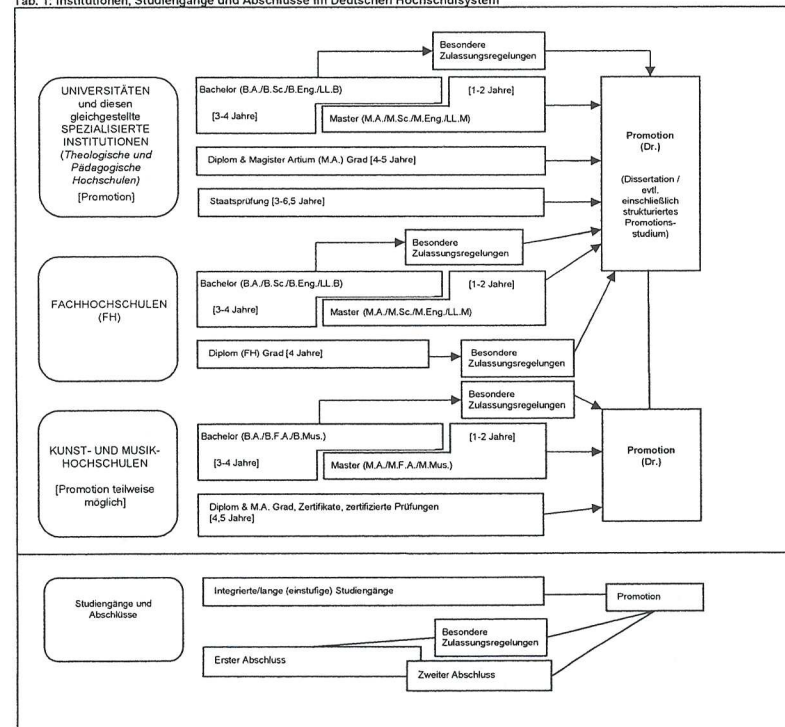 Tab. 1: Institutionen, Studiengänge und Abschlüsse im Deutschen Hochschulsystem
Besondere
Zulassungsregelungen
UNIVERSITÄTEN
und diesen
gleichgestellte
SPEZIALISIERTE
INSTITUTIONEN
(Theologische und
Pädagogische
Hochschulen)
[Promotion]
Bachelor (B.A./B.Sc./B.Eng./LL.B)
[1-2 Jahre]
[3-4 Jahre]
Master (M.A./M.Sc./M.Eng./LL.M)
Diplom & Magister Artium (M.A.) Grad [4-5 Jahre]
Staatsprüfung [3-6,5 Jahre]
Promotion
(Dr.)
(Dissertation /
evtl.
einschließlich
strukturiertes
Promotions-
studium)
Besondere
Zulassungsregelungen
FACHHOCHSCHULEN
(FH)
Bachelor (B.A./B.Sc./B.Eng./LL.B)
[1-2 Jahre]
[3-4 Jahre]
Master (M.A./M.Sc./M.Eng./LL.M)
Diplom (FH) Grad [4 Jahre]
Besondere
Zulassungsregelungen
Besondere
Zulassungsregelungen
KUNST- UND MUSIK-
HOCHSCHULEN
[Promotion teilweise
möglich]
Bachelor (B.A./B.F.A./B.Mus.)
[1-2 Jahre]
[3-4 Jahre]
Master (M.A./M.F.A./M.Mus.)
Diplom & M.A. Grad, Zertifikate, zertifizierte Prüfungen
[4,5 Jahre]
Promotion
(Dr.)
Studiengänge und
Abschlüsse
Integrierte/lange (einstufige) Studiengänge
Promotion
Besondere
Zulassungsregelungen
Erster Abschluss
Zweiter Abschluss